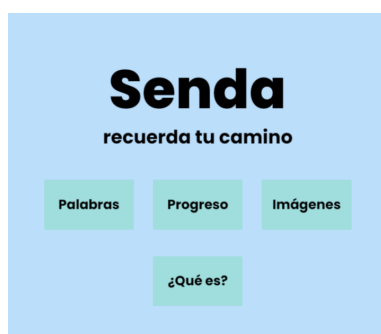 Senda
recuerda tu camino
Palabras Progreso Imágenes
¿Qué es?